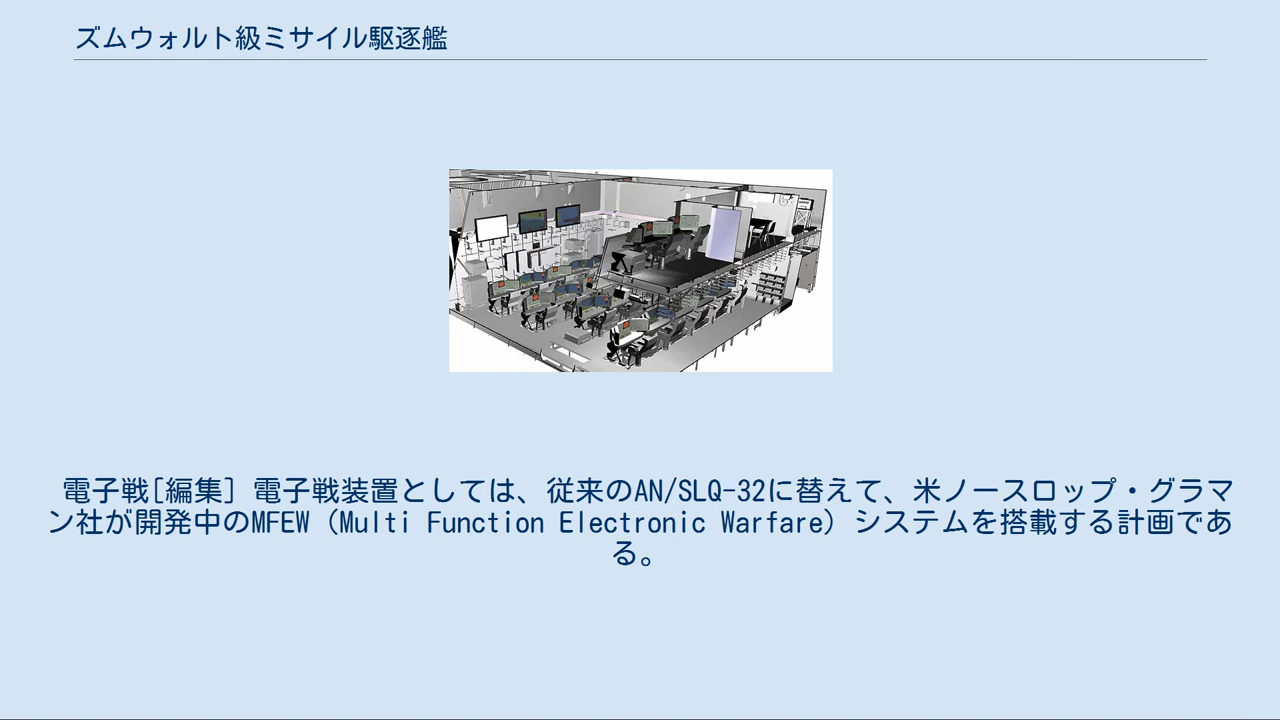 ズムウォルト級ミサイル駆逐艦
電子戦[編集] 電子戦装置としては、従来のAN/SLQ-32に替えて、米ノースロップ・グラマ
ン社が開発中のMFEW (Multi Function Electronic Warfare) システムを搭載する計画であ
る。